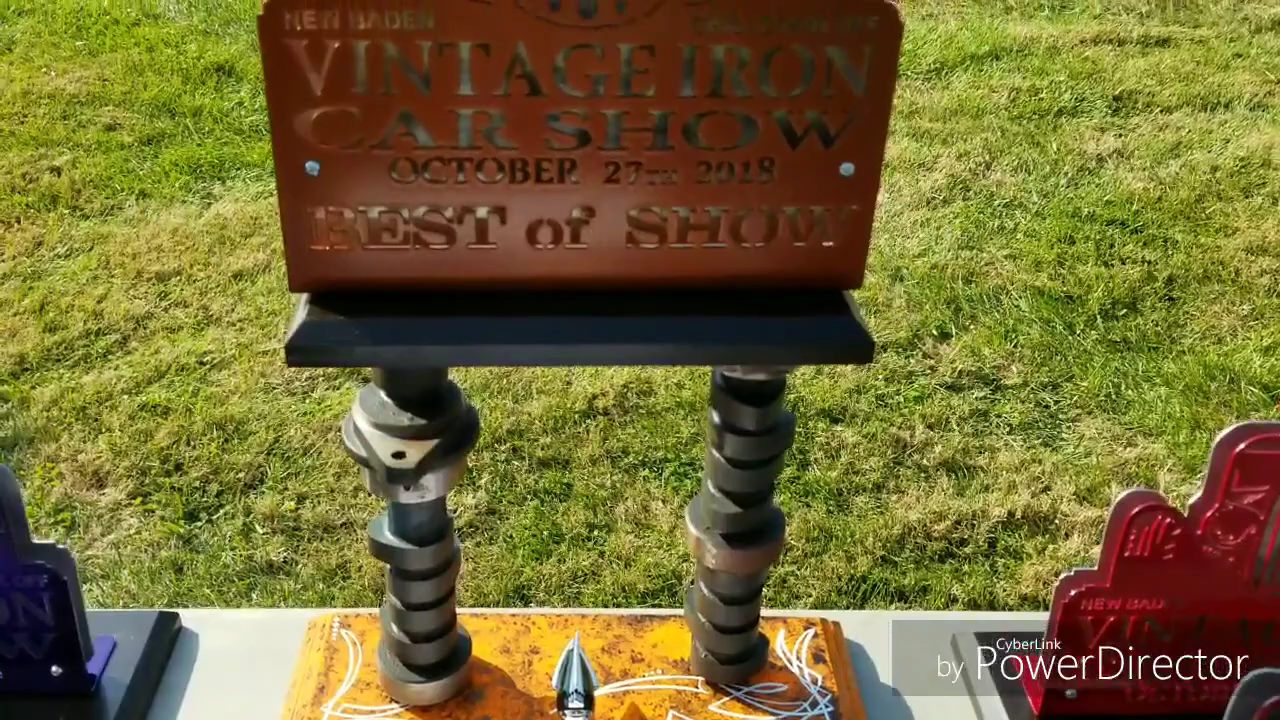 NEW BADEN
VINTAGE IRON
CAR SHOW
OCTOBER 27TH 2018
BEST of SHOW
NEW BAD
CyberLink
by PowerDirector